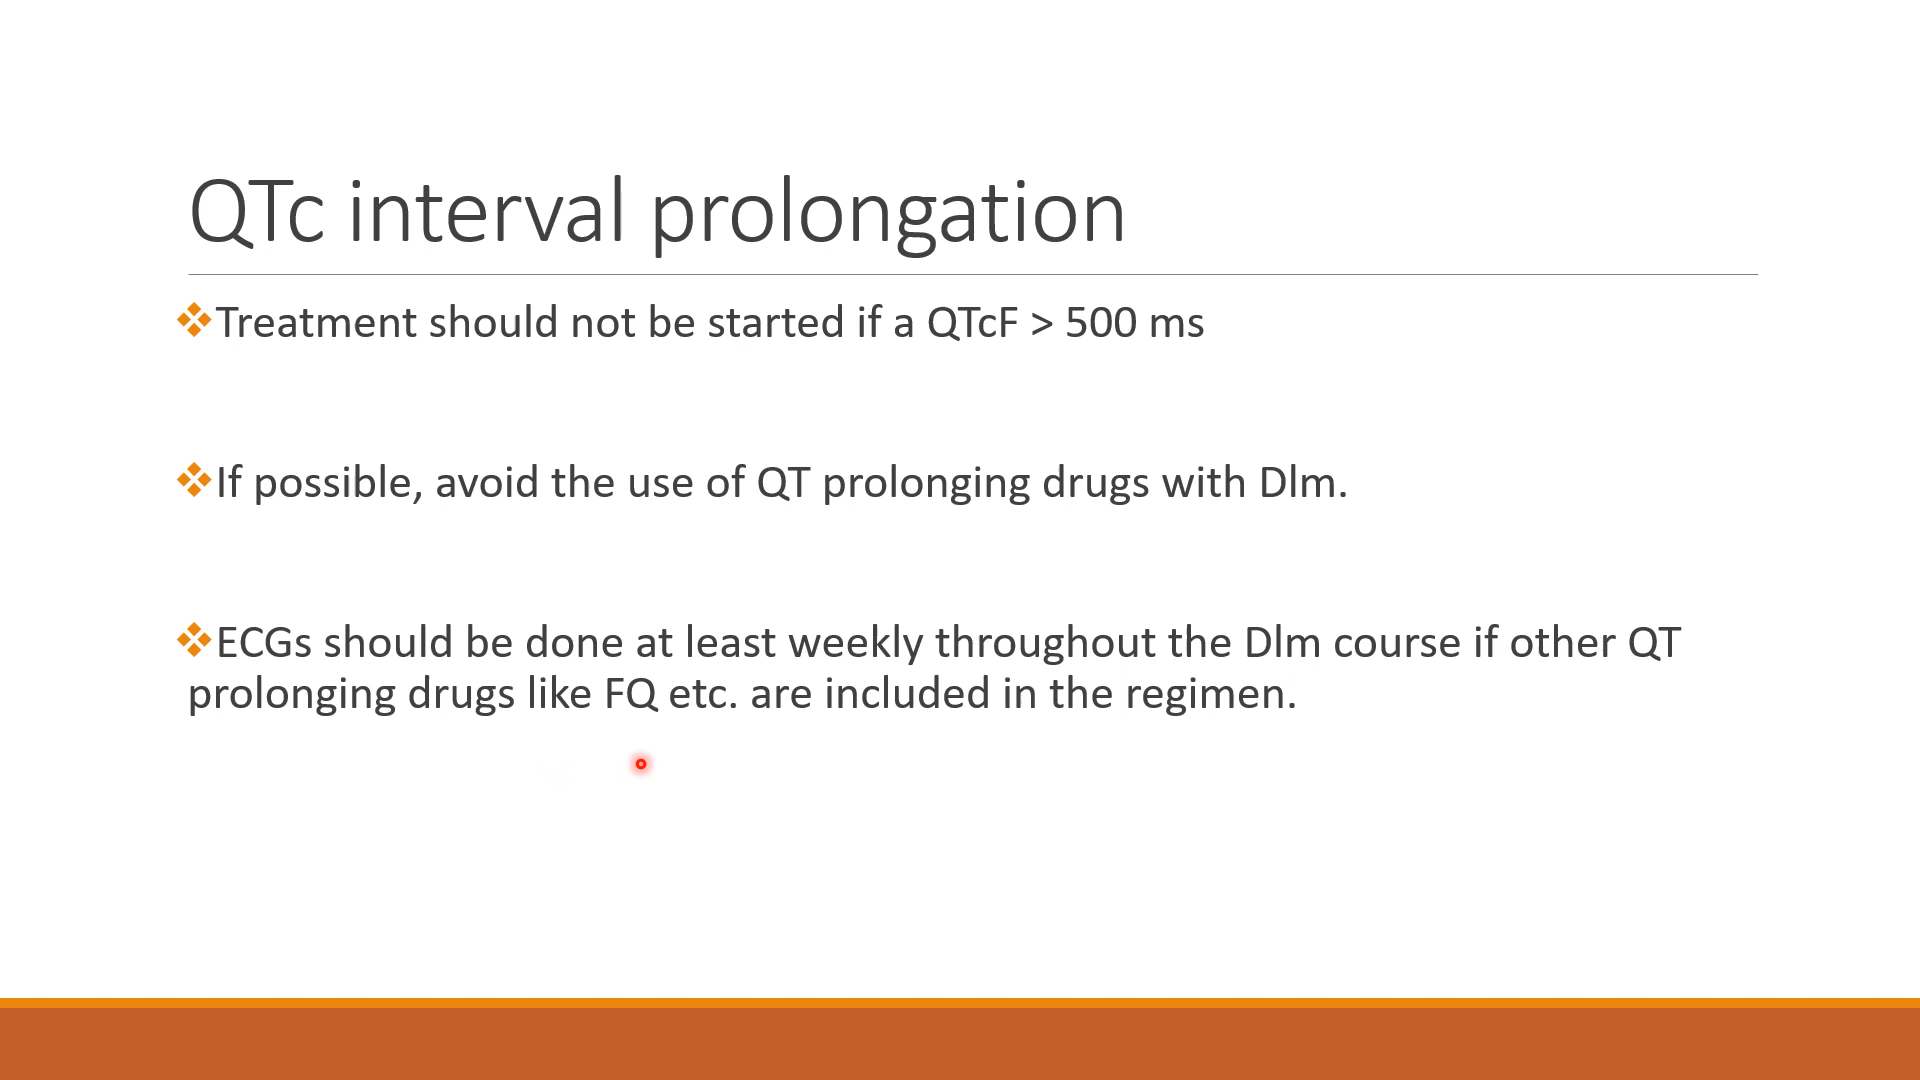 QTc interval prolongation
Treatment should not be started if a QTcF > 500 ms
If possible, avoid the use of QT prolonging drugs with Dlm.
ECGs should be done at least weekly throughout the Dlm course if other QT
prolonging drugs like FQ etc. are included in the regimen.